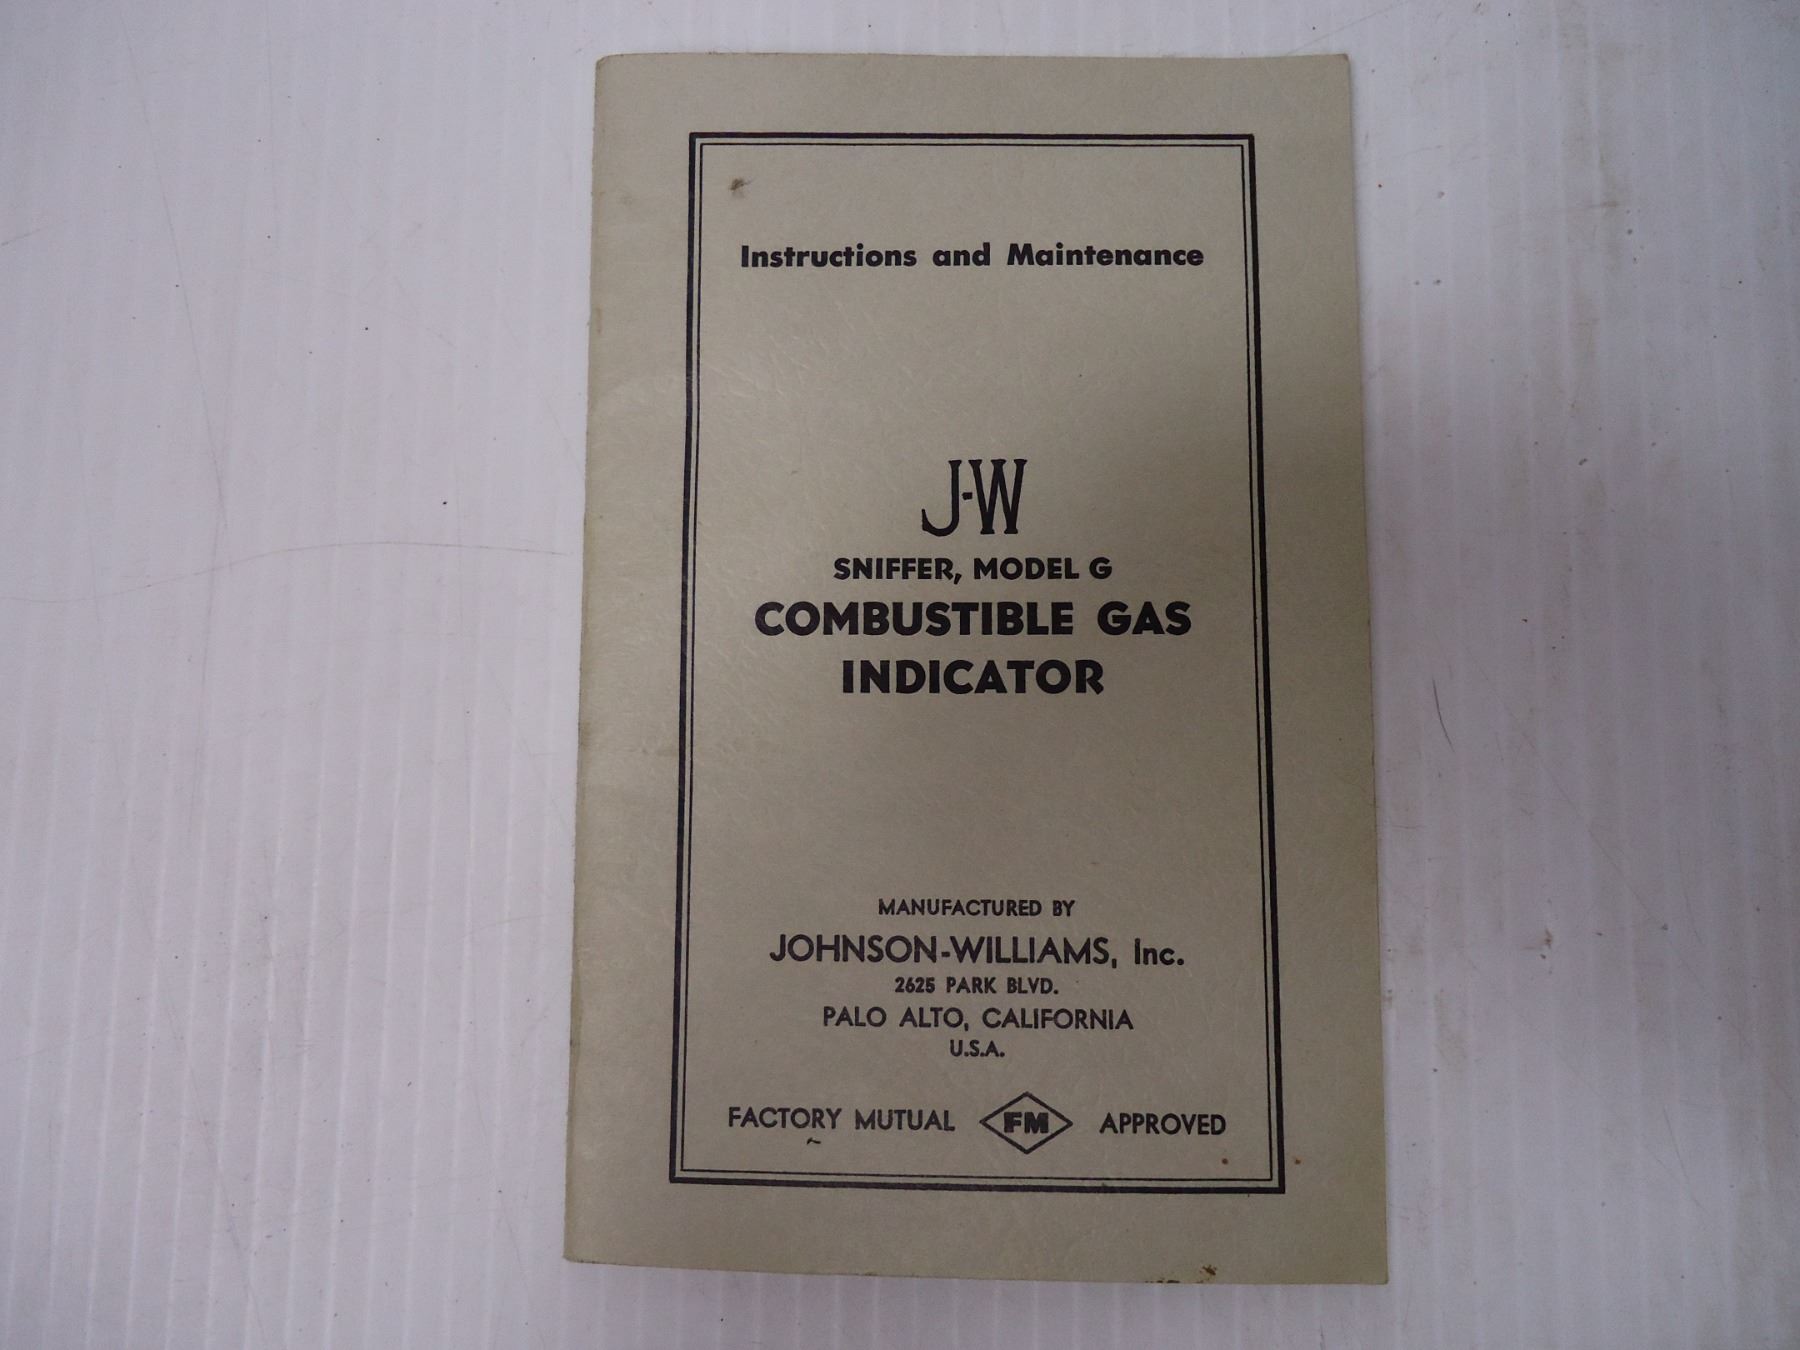 Instructions and Maintenance
J-W
SNIFFER, MODEL G
COMBUSTIBLE GAS
INDICATOR
MANUFACTURED BY
JOHNSON-WILLIAMS, Inc.
2625 PARK BLVD.
PALO ALTO, CALIFORNIA
U.S.A.
FACTORY MUTUAL FM APPROVED